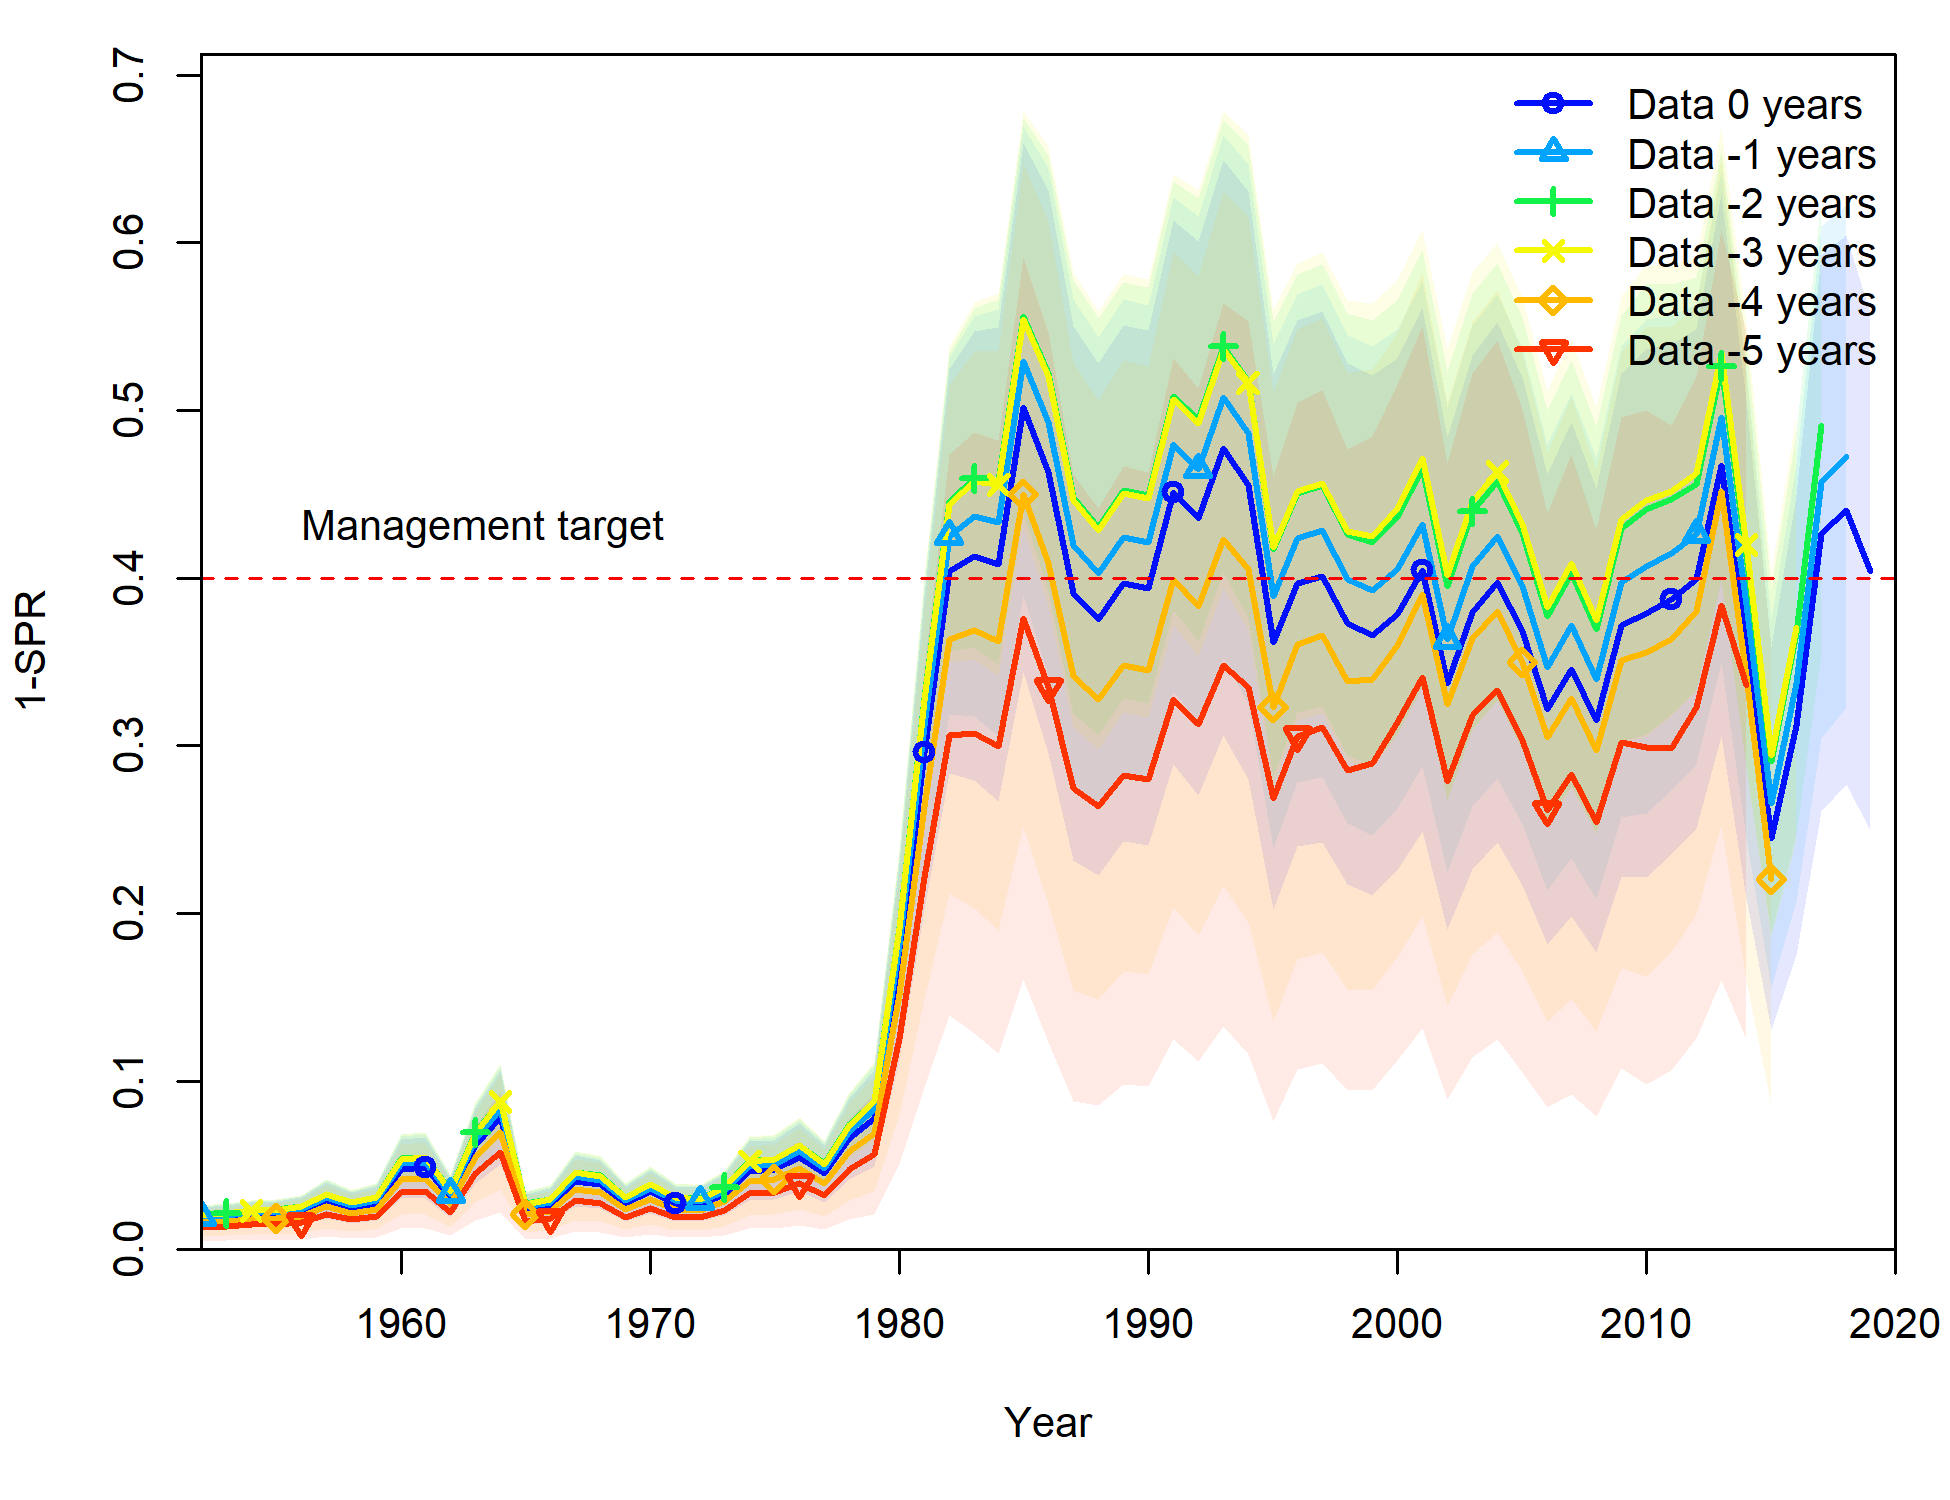 0.7
0.6
0.5
0.4
0.3
0.2
0.1
0.0
1-SPR
Management target
Data 0 years
Data -1 years
Data -2 years
Data -3 years
Data -4 years
Data -5 years
1960 1970 1980 1990 2000 2010 2020
Year